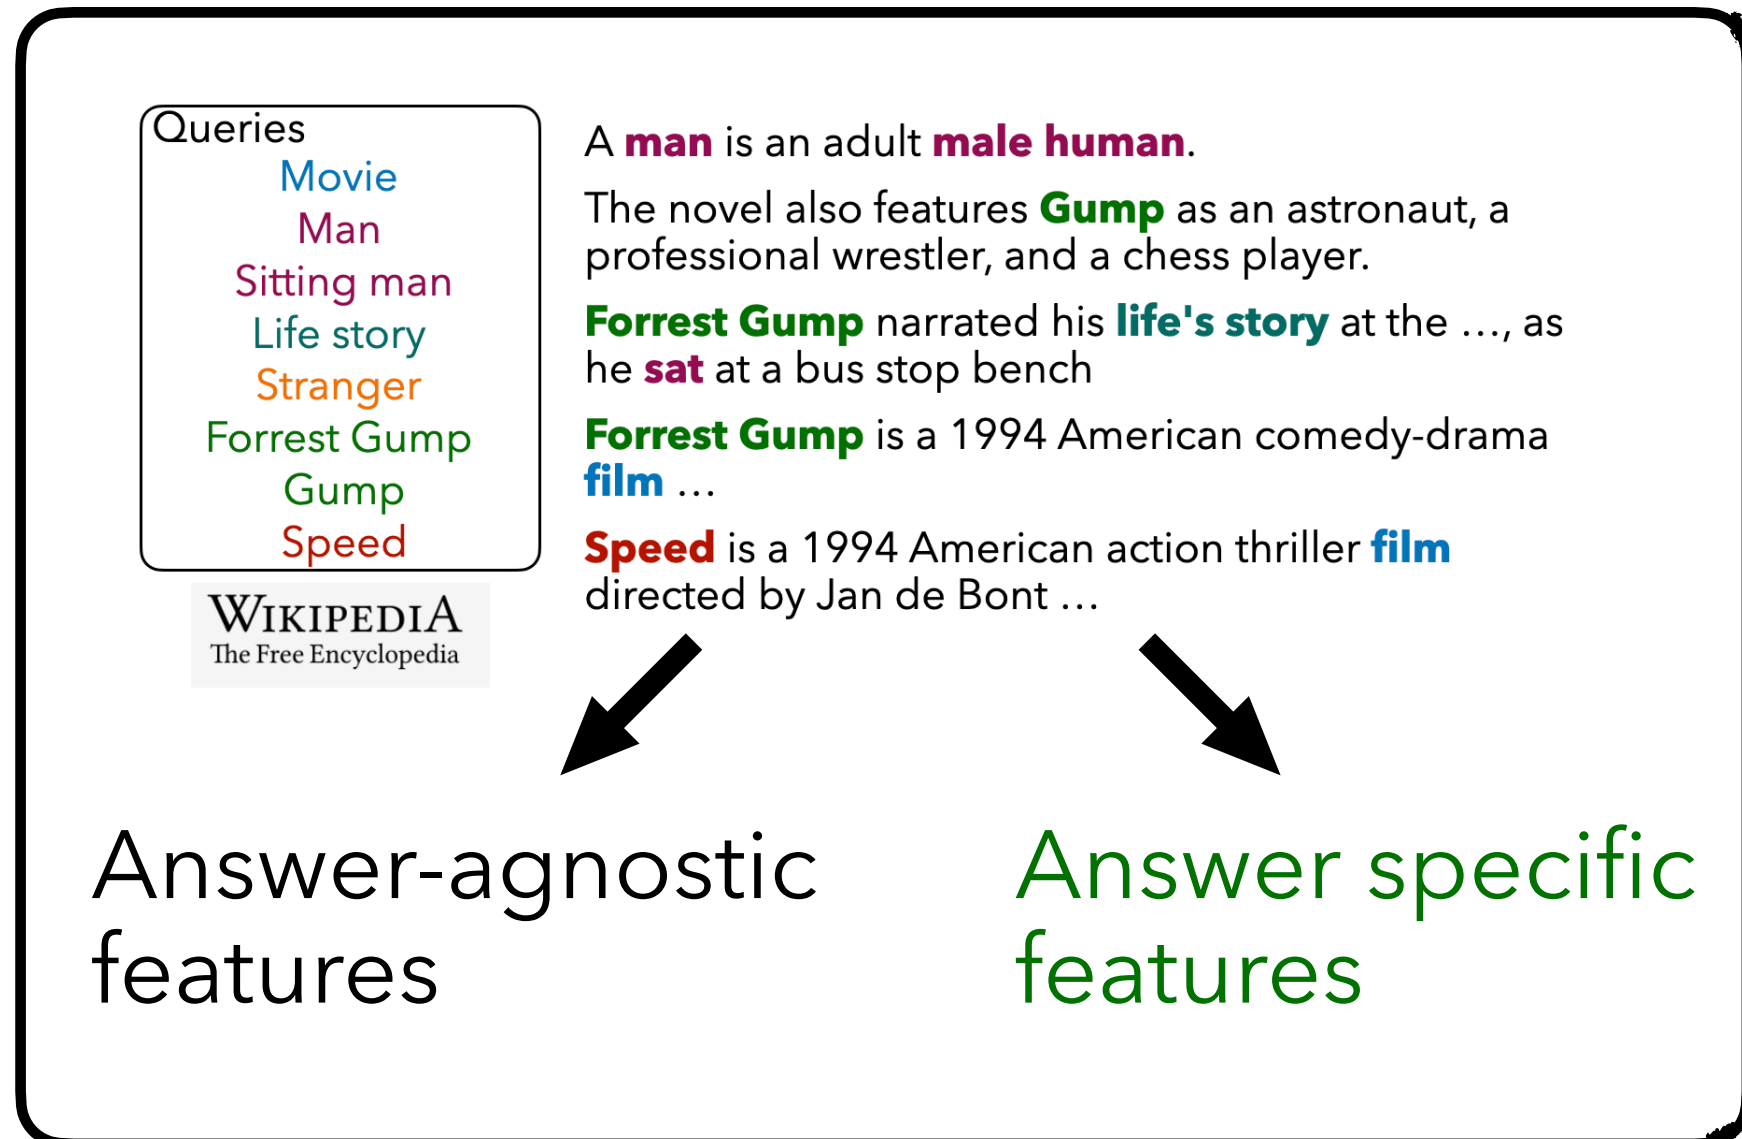 Queries
Movie
Man
Sitting man
Life story
Stranger
Forrest Gump
Gump
Speed
WIKIPEDIA
The Free Encyclopedia
A man is an adult male human.
The novel also features Gump as an astronaut, a
professional wrestler, and a chess player.
Forrest Gump narrated his life's story at the …, as
he sat at a bus stop bench
Forrest Gump is a 1994 American comedy-drama
film …
Speed is a 1994 American action thriller film
directed by Jan de Bont …
Answer-agnostic
features
Answer specific
features